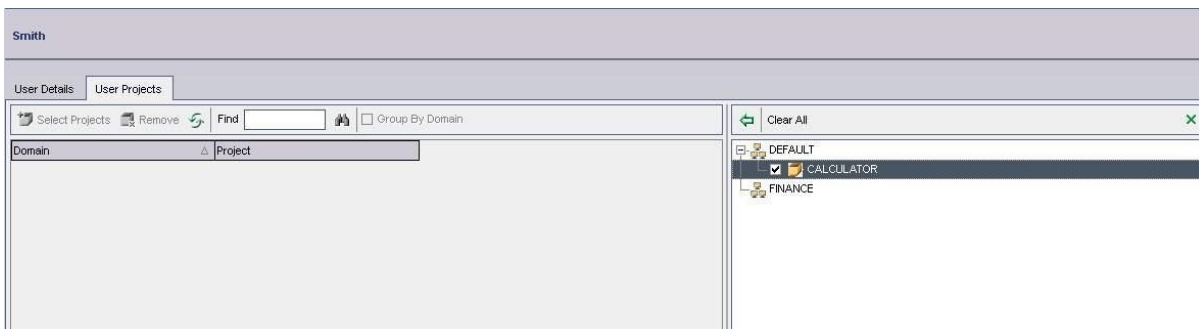 Smith
User Details User Projects
Select Projects Remove Find Group By Domain
Domain Project
Clear All
DEFAULT
CALCULATOR
FINANCE